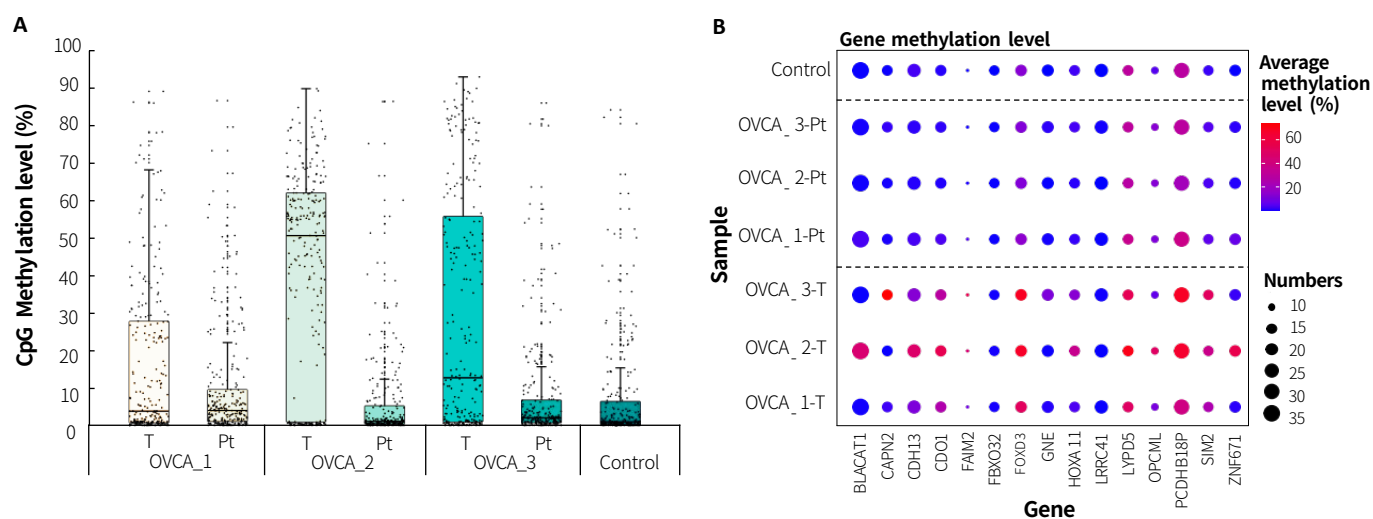 A
CpG Methylation level (%)
100
90
80
70
60
50
40
30
20
10
0
T Pt T Pt T Pt
OVCA_1 OVCA_2 OVCA_3 Control
B
Gene methylation level
Sample
Control
OVCA_ 3-Pt
OVCA_ 2-Pt
OVCA_ 1-Pt
OVCA_ 3-T
OVCA_ 2-T
OVCA_ 1-T
BLACAT1
CAPN2
CDH13
CDO1
FAIM2
FBXO32
FOXD3
GNE
HOXA 11
LRRC41
LYPD5
OPCML
PCDHB18P
SIM2
ZNF671
Gene
Average
methylation
level (%)
60
40
20
Numbers
10
15
20
25
30
35